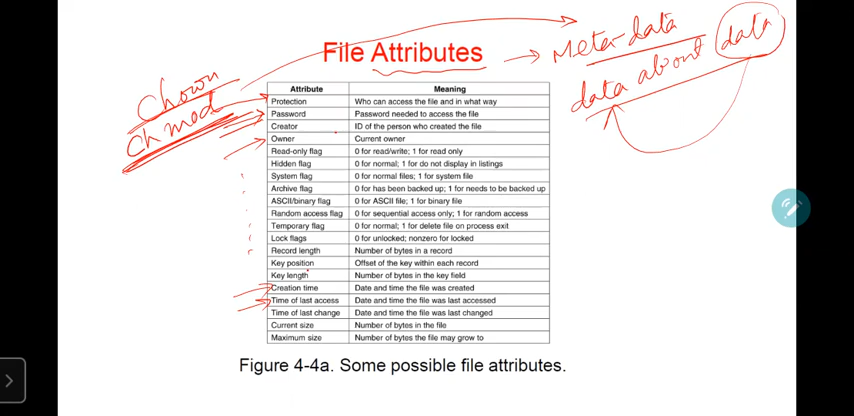 File Attributes
Meta-data
data about data
Chown
Chmod
Attribute Meaning
Protection Who can access the file and in what way
Password Password needed to access the file
Creator ID of the person who created the file
Owner Current owner
Read-only flag 0 for read/write; 1 for read only
Hidden flag 0 for normal; 1 for do not display in listings
System flag 0 for normal files; 1 for system file
Archive flag 0 for has been backed up; 1 for needs to be backed up
ASCII/binary flag 0 for ASCII file; 1 for binary file
Random access flag 0 for sequential access only; 1 for random access
Temporary flag 0 for normal; 1 for delete file on process exit
Lock flags 0 for unlocked; nonzero for locked
Record length Number of bytes in a record
Key position Offset of the key within each record
Key length Number of bytes in the key field
Creation time Date and time the file was created
Time of last access Date and time the file was last accessed
Time of last change Date and time the file was last changed
Current size Number of bytes in the file
Maximum size Number of bytes the file may grow to
Figure 4-4a. Some possible file attributes.